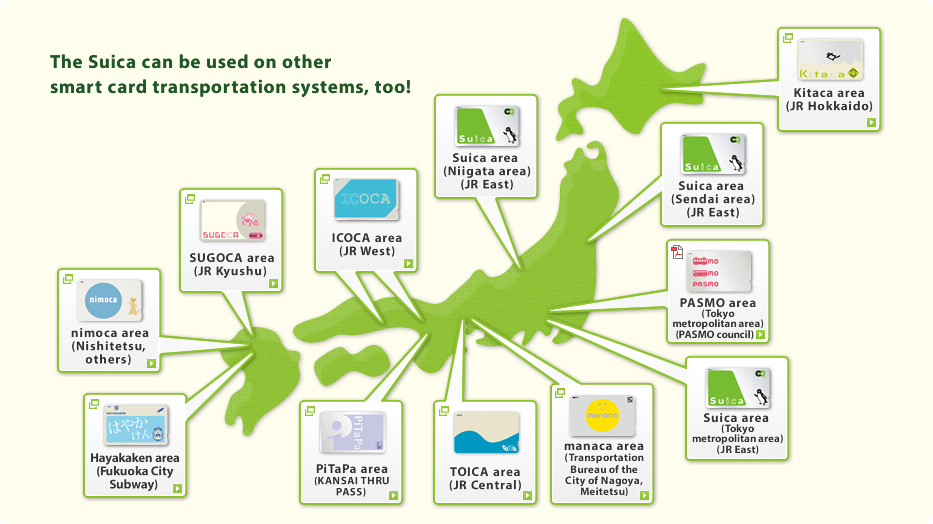 The Suica can be used on other
smart card transportation systems, too!
Kitaca
Kitaca area
(JR Hokkaido)
Suica
Suica area
(Niigata area)
(JR East)
Suica
Suica area
(Sendai area)
(JR East)
ICOCA
ICOCA area
(JR West)
SUGOCA
SUGOCA area
(JR Kyushu)
PASMO
PASMO area
(Tokyo
metropolitan area)
(PASMO council)
nimoca
nimoca area
(Nishitetsu,
others)
Suica
Suica area
(Tokyo
metropolitan area)
(JR East)
はやか
けん
Hayakaken area
(Fukuoka City
Subway)
PiTaPa
PiTaPa area
(KANSAI THRU
PASS)
TOICA area
(JR Central)
manaca
manaca area
(Transportation
Bureau of the
City of Nagoya,
Meitetsu)